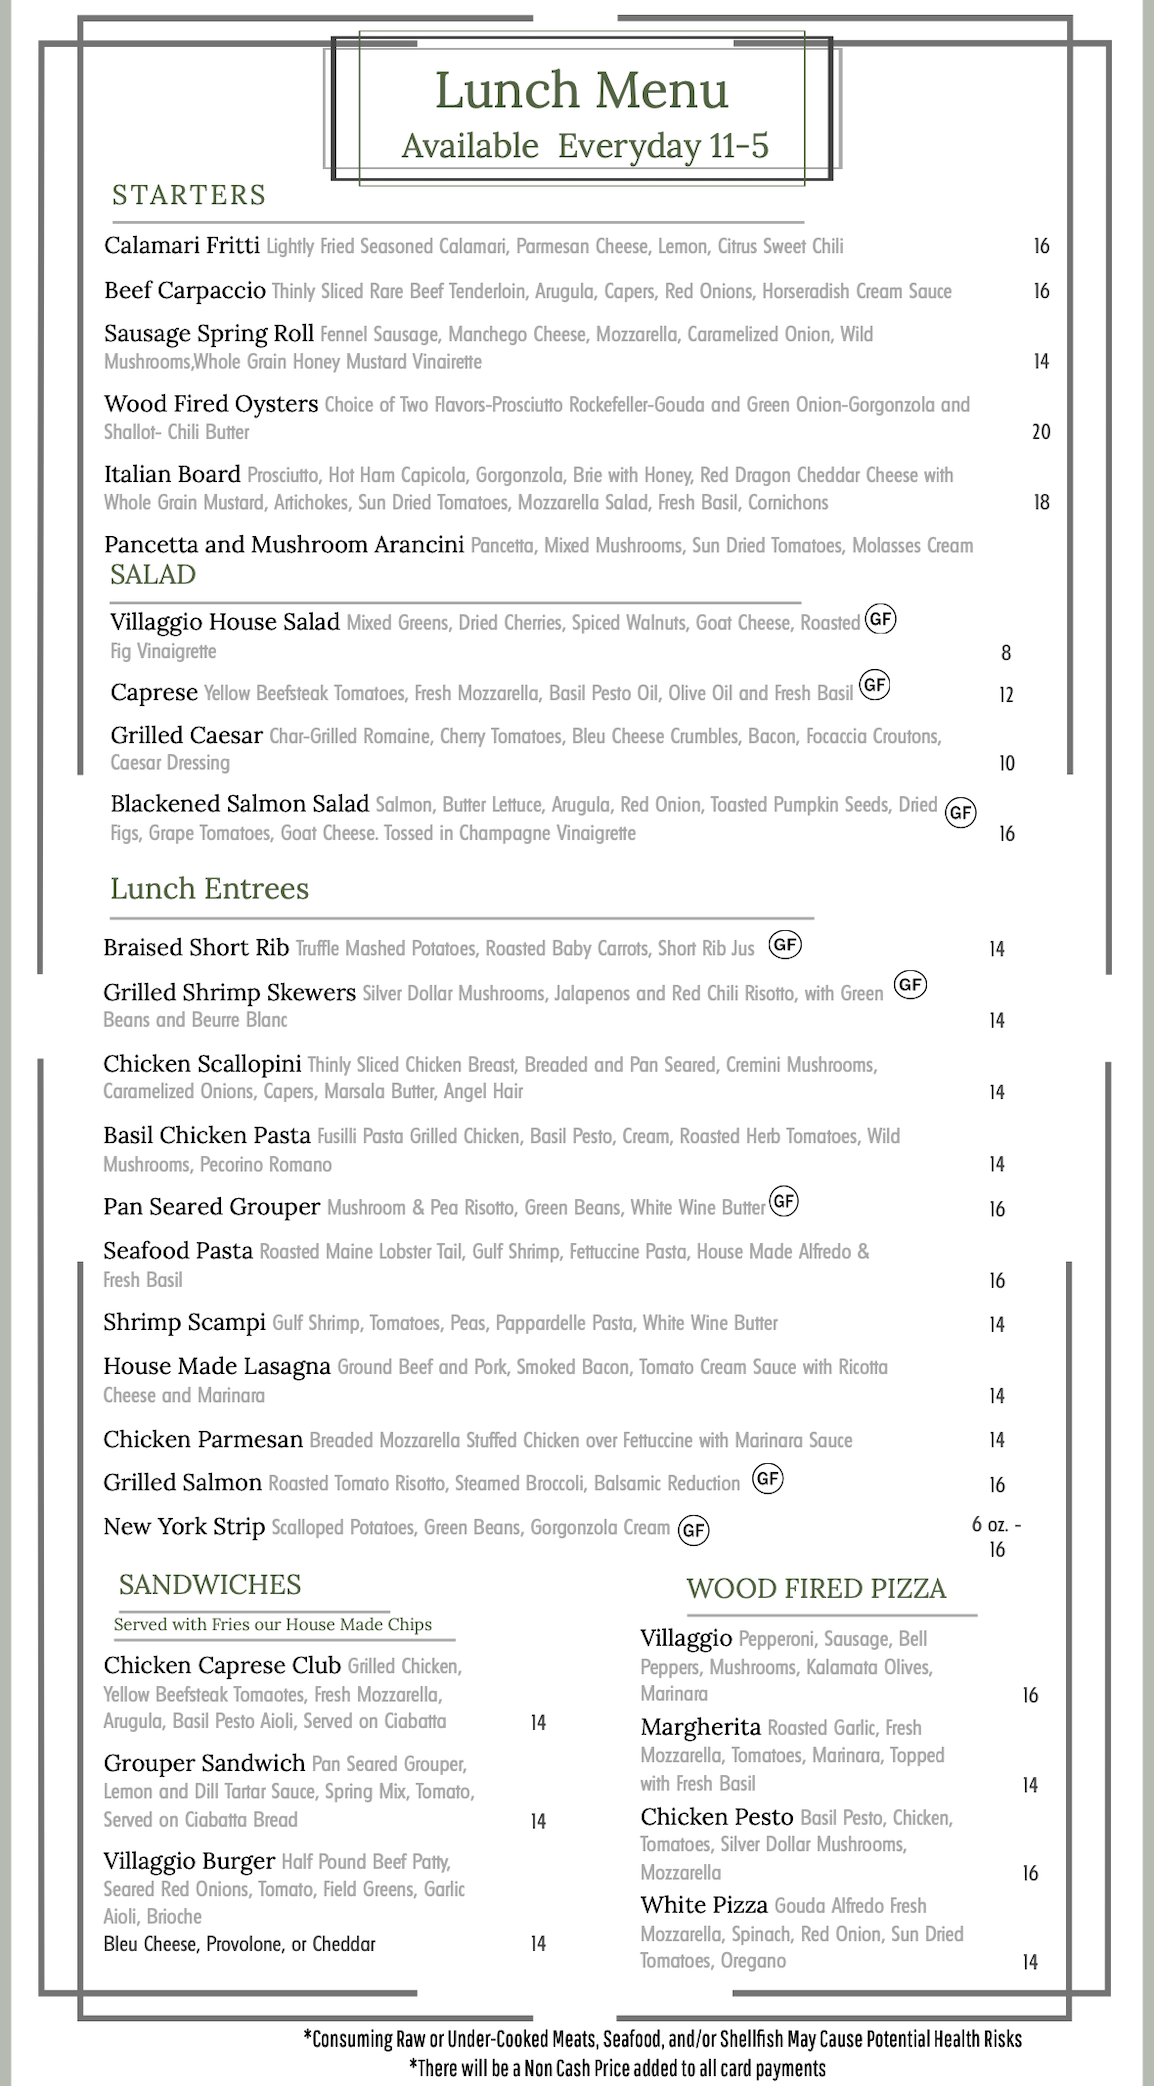 Lunch Menu
Available Everyday 11-5
STARTERS
Calamari Fritti Lightly Fried Seasoned Calamari, Parmesan Cheese, Lemon, Citrus Sweet Chili 16
Beef Carpaccio Thinly Sliced Rare Beef Tenderloin, Arugula, Capers, Red Onions, Horseradish Cream Sauce 16
Sausage Spring Roll Fennel Sausage, Manchego Cheese, Mozzarella, Caramelized Onion, Wild
Mushrooms,Whole Grain Honey Mustard Vinairette 14
Wood Fired Oysters Choice of Two Flavors-Prosciutto Rockefeller-Gouda and Green Onion-Gorgonzola and
Shallot- Chili Butter 20
Italian Board Prosciutto, Hot Ham Capicola, Gorgonzola, Brie with Honey, Red Dragon Cheddar Cheese with
Whole Grain Mustard, Artichokes, Sun Dried Tomatoes, Mozzarella Salad, Fresh Basil, Cornichons 18
Pancetta and Mushroom Arancini Pancetta, Mixed Mushrooms, Sun Dried Tomatoes, Molasses Cream
SALAD
Villaggio House Salad Mixed Greens, Dried Cherries, Spiced Walnuts, Goat Cheese, Roasted GF
Fig Vinaigrette 8
Caprese Yellow Beefsteak Tomatoes, Fresh Mozzarella, Basil Pesto Oil, Olive Oil and Fresh Basil GF 12
Grilled Caesar Char-Grilled Romaine, Cherry Tomatoes, Bleu Cheese Crumbles, Bacon, Focaccia Croutons,
Caesar Dressing 10
Blackened Salmon Salad Salmon, Butter Lettuce, Arugula, Red Onion, Toasted Pumpkin Seeds, Dried GF
Figs, Grape Tomatoes, Goat Cheese. Tossed in Champagne Vinaigrette 16
Lunch Entrees
Braised Short Rib Truffle Mashed Potatoes, Roasted Baby Carrots, Short Rib Jus GF 14
Grilled Shrimp Skewers Silver Dollar Mushrooms, Jalapenos and Red Chili Risotto, with Green GF
Beans and Beurre Blanc 14
Chicken Scallopini Thinly Sliced Chicken Breast, Breaded and Pan Seared, Cremini Mushrooms,
Caramelized Onions, Capers, Marsala Butter, Angel Hair 14
Basil Chicken Pasta Fusilli Pasta Grilled Chicken, Basil Pesto, Cream, Roasted Herb Tomatoes, Wild
Mushrooms, Pecorino Romano 14
Pan Seared Grouper Mushroom & Pea Risotto, Green Beans, White Wine Butter GF 16
Seafood Pasta Roasted Maine Lobster Tail, Gulf Shrimp, Fettuccine Pasta, House Made Alfredo &
Fresh Basil 16
Shrimp Scampi Gulf Shrimp, Tomatoes, Peas, Pappardelle Pasta, White Wine Butter 14
House Made Lasagna Ground Beef and Pork, Smoked Bacon, Tomato Cream Sauce with Ricotta
Cheese and Marinara 14
Chicken Parmesan Breaded Mozzarella Stuffed Chicken over Fettuccine with Marinara Sauce 14
Grilled Salmon Roasted Tomato Risotto, Steamed Broccoli, Balsamic Reduction GF 16
New York Strip Scalloped Potatoes, Green Beans, Gorgonzola Cream GF 6 oz. -
16
SANDWICHES
Served with Fries our House Made Chips
Chicken Caprese Club Grilled Chicken,
Yellow Beefsteak Tomaotes, Fresh Mozzarella,
Arugula, Basil Pesto Aioli, Served on Ciabatta 14
Grouper Sandwich Pan Seared Grouper,
Lemon and Dill Tartar Sauce, Spring Mix, Tomato,
Served on Ciabatta Bread 14
Villaggio Burger Half Pound Beef Patty,
Seared Red Onions, Tomato, Field Greens, Garlic
Aioli, Brioche
Bleu Cheese, Provolone, or Cheddar 14
WOOD FIRED PIZZA
Villaggio Pepperoni, Sausage, Bell
Peppers, Mushrooms, Kalamata Olives,
Marinara 16
Margherita Roasted Garlic, Fresh
Mozzarella, Tomatoes, Marinara, Topped
with Fresh Basil 14
Chicken Pesto Basil Pesto, Chicken,
Tomatoes, Silver Dollar Mushrooms,
Mozzarella 16
White Pizza Gouda Alfredo Fresh
Mozzarella, Spinach, Red Onion, Sun Dried
Tomatoes, Oregano 14
*Consuming Raw or Under-Cooked Meats, Seafood, and/or Shellfish May Cause Potential Health Risks
*There will be a Non Cash Price added to all card payments